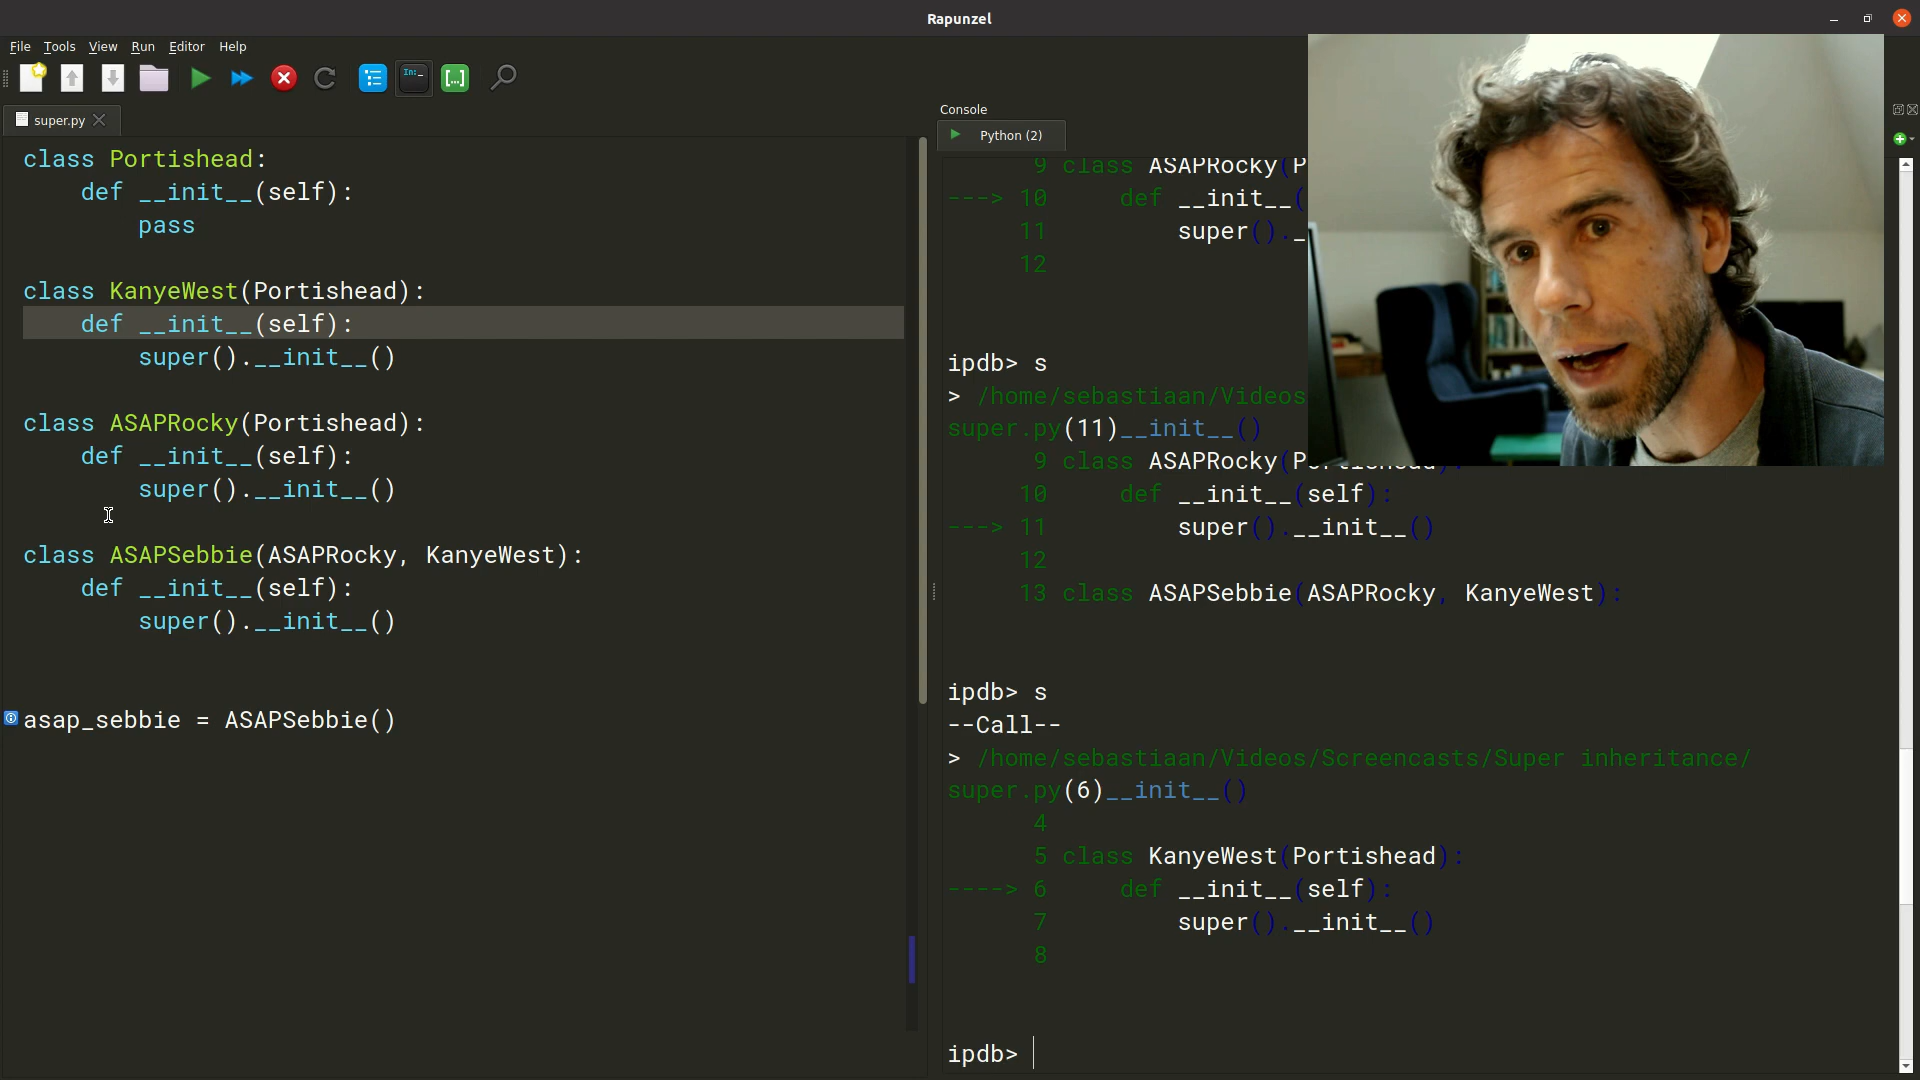 Rapunzel
File Tools View Run Editor Help
In:_
[...]
super.py
class Portishead:
def __init__(self):
pass
class KanyeWest(Portishead):
def __init__(self):
super().__init__()
class ASAPRocky(Portishead):
def __init__(self):
super().__init__()
class ASAPSebbie(ASAPRocky, KanyeWest):
def __init__(self):
super().__init__()
asap_sebbie = ASAPSebbie()
Console
Python (2)
9 class ASAPRocky(P
---> 10 def __init__(
11 super()._
12
ipdb> s
> /home/sebastiaan/Videos
super.py(11)__init__()
9 class ASAPRocky(Portishead):
10 def __init__(self):
---> 11 super().__init__()
12
13 class ASAPSebbie(ASAPRocky, KanyeWest):
ipdb> s
--Call--
> /home/sebastiaan/Videos/Screencasts/Super inheritance/
super.py(6)__init__()
4
5 class KanyeWest(Portishead):
----> 6 def __init__(self):
7 super().__init__()
8
ipdb>